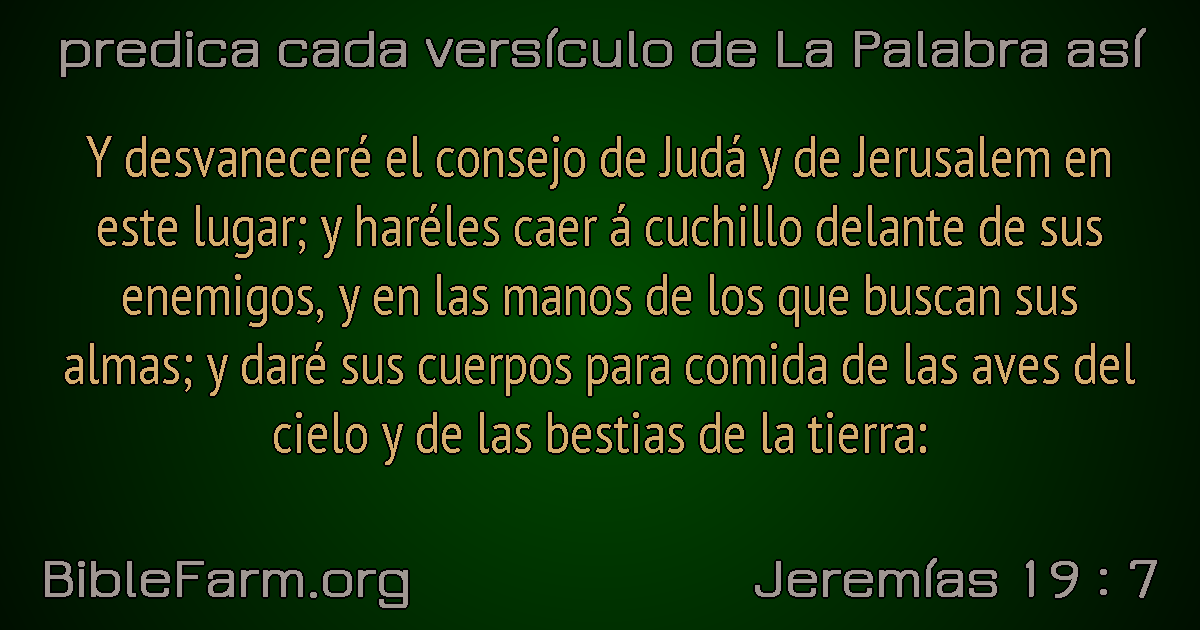 predica cada versículo de La Palabra así
Y desvaneceré el consejo de Judá y de Jerusalem en
este lugar; y haréles caer á cuchillo delante de sus
enemigos, y en las manos de los que buscan sus
almas; y daré sus cuerpos para comida de las aves del
cielo y de las bestias de la tierra:
BibleFarm.org
Jeremías 19 : 7